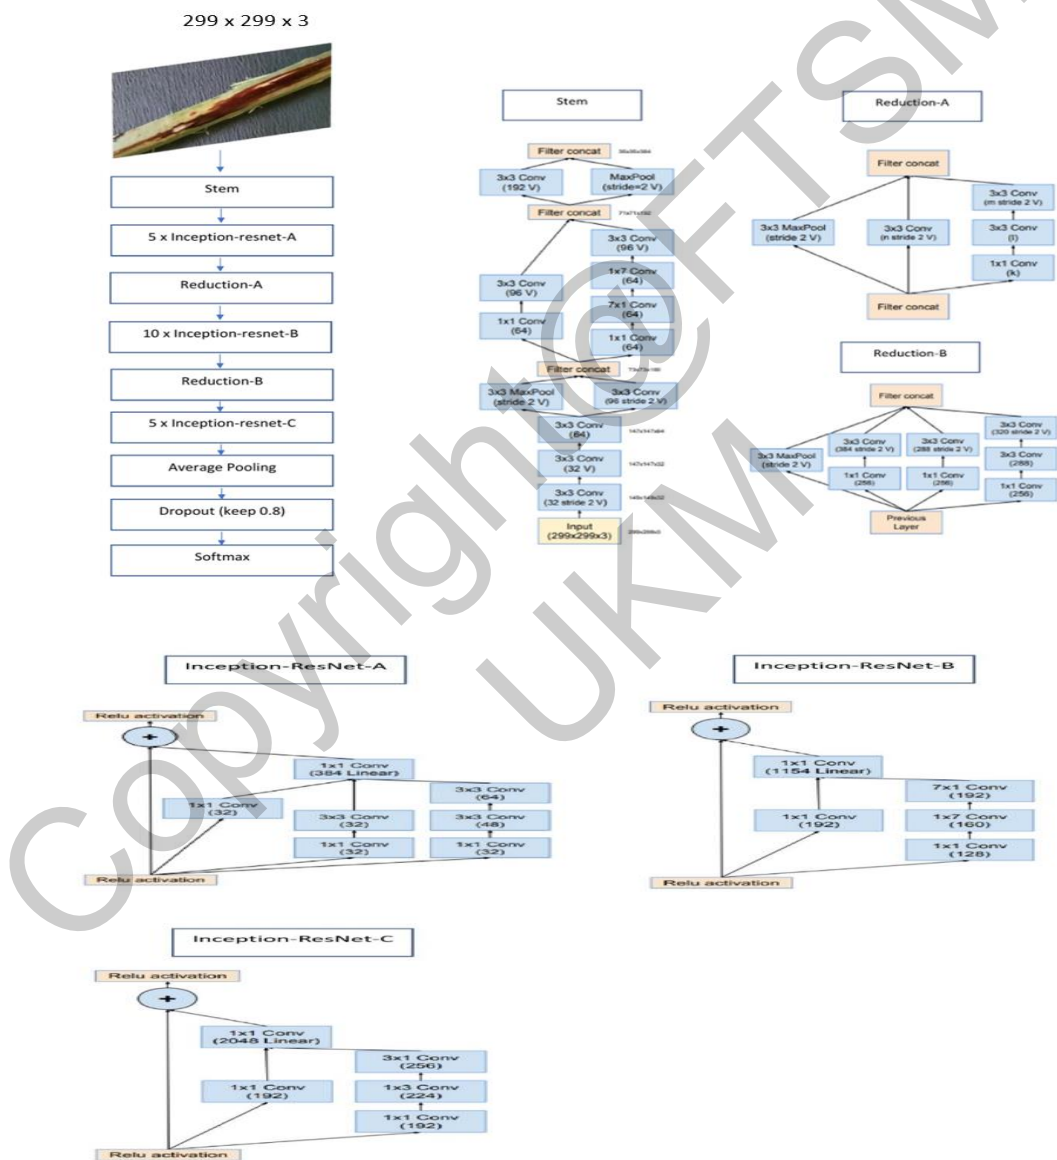 299 x 299 x 3
Stem
5 x Inception-resnet-A
Reduction-A
10 x Inception-resnet-B
Reduction-B
5 x Inception-resnet-C
Average Pooling
Dropout (keep 0.8)
Softmax
Stem
Filter concat
3x3 Conv
(192 V)
MaxPool
(stride=2 V)
Filter concat
3x3 Conv
(96 V)
1x7 Conv
(64)
3x3 Conv
(96 V)
7x1 Conv
(64)
1x1 Conv
(64)
1x1 Conv
(64)
Filter concat
3x3 MaxPool
(stride 2 V)
3x3 Conv
(96 stride 2 V)
3x3 Conv
(64)
147x147x64
3x3 Conv
(32 V)
147x147x32
3x3 Conv
(32 stride 2 V)
Input
(299x299x3)
299x299x3
Reduction-A
Filter concat
3x3 Conv
(m stride 2 V)
3x3 MaxPool
(stride 2 V)
3x3 Conv
(n stride 2 V)
3x3 Conv
(l)
1x1 Conv
(k)
Filter concat
Reduction-B
Filter concat
3x3 Conv
(320 stride 2 V)
3x3 MaxPool
(stride 2 V)
3x3 Conv
(384 stride 2 V)
3x3 Conv
(288 stride 2 V)
3x3 Conv
(288)
1x1 Conv
(256)
1x1 Conv
(256)
1x1 Conv
(256)
Previous
Layer
Inception-ResNet-A
Relu activation
+
1x1 Conv
(384 Linear)
1x1 Conv
(32)
3x3 Conv
(64)
3x3 Conv
(32)
3x3 Conv
(48)
1x1 Conv
(32)
1x1 Conv
(32)
Relu activation
Inception-ResNet-B
Relu activation
+
1x1 Conv
(1154 Linear)
7x1 Conv
(192)
1x1 Conv
(192)
1x7 Conv
(160)
1x1 Conv
(128)
Relu activation
Inception-ResNet-C
Relu activation
+
1x1 Conv
(2048 Linear)
3x1 Conv
(256)
1x1 Conv
(192)
1x3 Conv
(224)
1x1 Conv
(192)
Relu activation
Copyright@FTSM
UKM